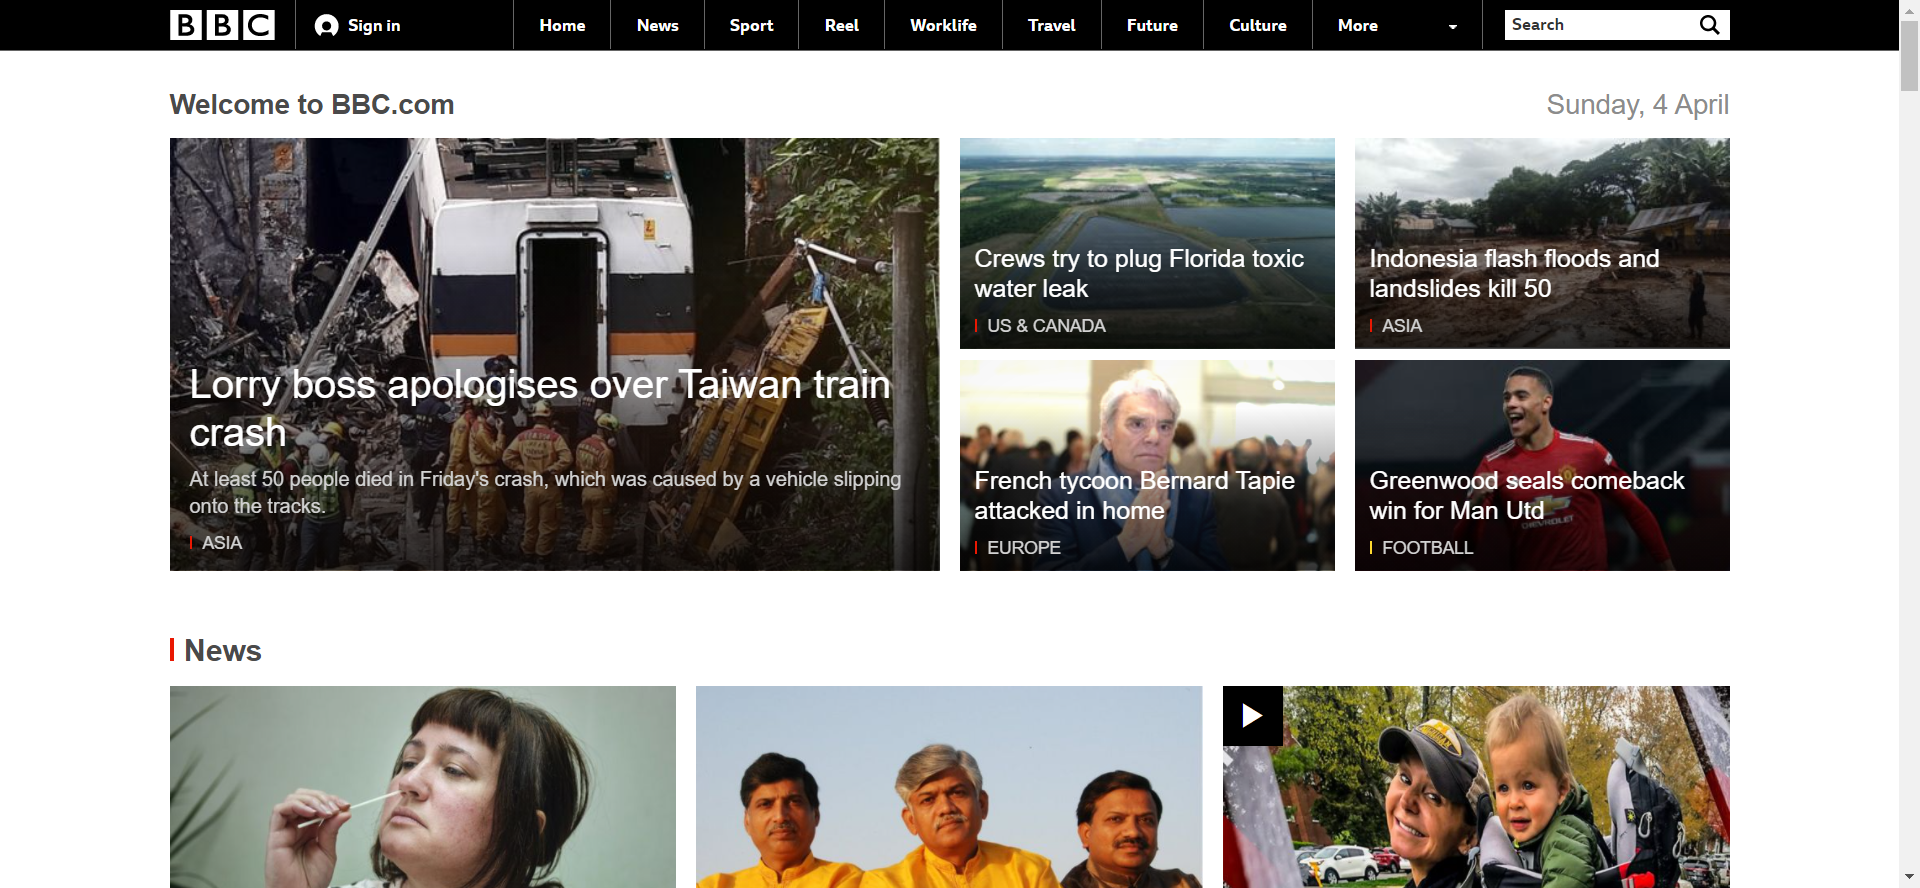 BBC
Sign in
Home
News
Sport
Reel
Worklife
Travel
Future
Culture
More
Search
Welcome to BBC.com
Sunday, 4 April
Lorry boss apologises over Taiwan train
crash
At least 50 people died in Friday's crash, which was caused by a vehicle slipping
onto the tracks.
ASIA
Crews try to plug Florida toxic
water leak
US & CANADA
Indonesia flash floods and
landslides kill 50
ASIA
French tycoon Bernard Tapie
attacked in home
EUROPE
Greenwood seals comeback
win for Man Utd
CHEVROLET
FOOTBALL
News